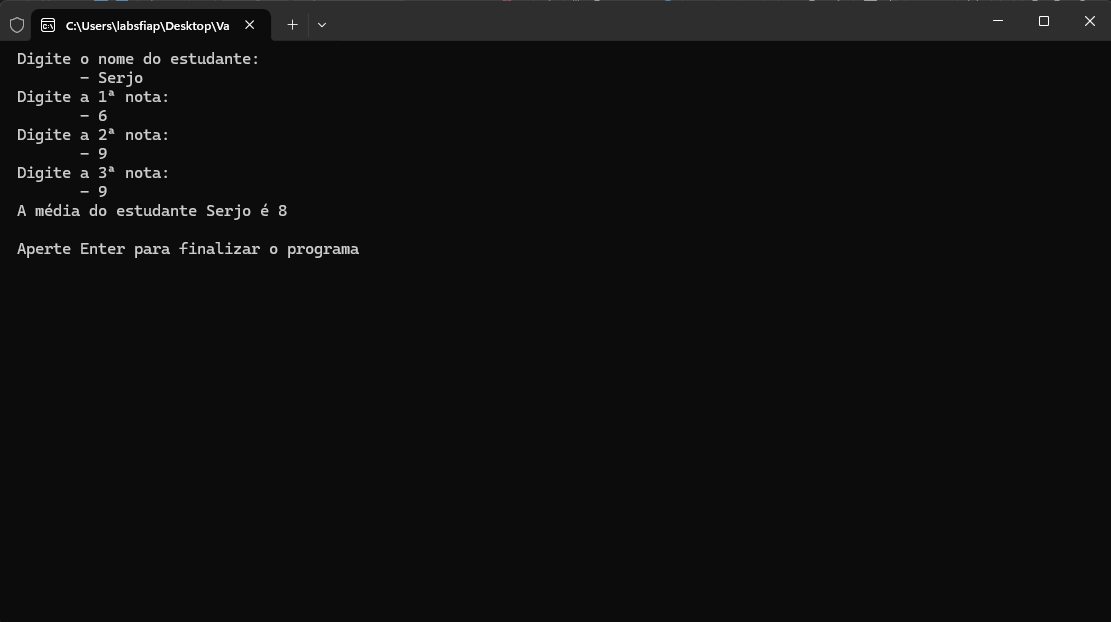 C:\Users\labsfiap\Desktop\Va
Digite o nome do estudante:
- Serjo
Digite a 1ª nota:
- 6
Digite a 2ª nota:
- 9
Digite a 3ª nota:
- 9
A média do estudante Serjo é 8
Aperte Enter para finalizar o programa